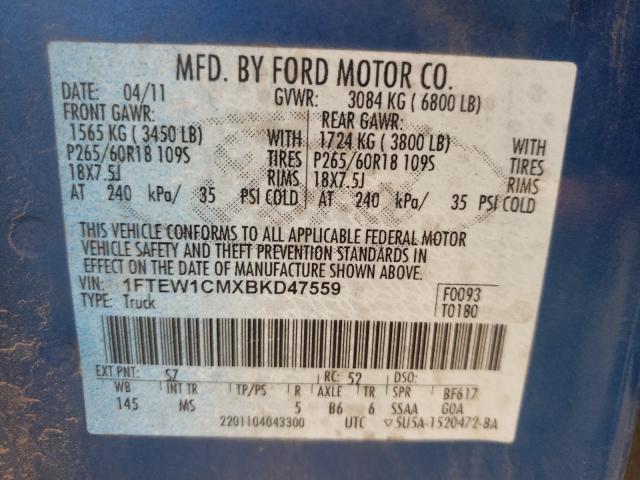 MFD. BY FORD MOTOR CO.
DATE: 04/11 GVWR: 3084 KG ( 6800 LB)
FRONT GAWR: REAR GAWR:
1565 KG ( 3450 LB) WITH 1724 KG ( 3800 LB) WITH
P265/60R18 109S TIRES P265/60R18 109S TIRES
18X7.5J RIMS 18X7.5J RIMS
AT 240 kPa/ 35 PSI COLD AT 240 kPa/ 35 PSI COLD
THIS VEHICLE CONFORMS TO ALL APPLICABLE FEDERAL MOTOR
VEHICLE SAFETY AND THEFT PREVENTION STANDARDS IN
EFFECT ON THE DATE OF MANUFACTURE SHOWN ABOVE.
VIN: 1FTEW1CMXBKD47559 F0093
TYPE: Truck T0180
EXT PNT: SZ RC: 52 DSO:
WB INT TR TP/PS R AXLE TR SPR BF617
145 MS 5 B6 6 SSAA GOA
2201104043300 UTC ▽5U5A-1520472-BA